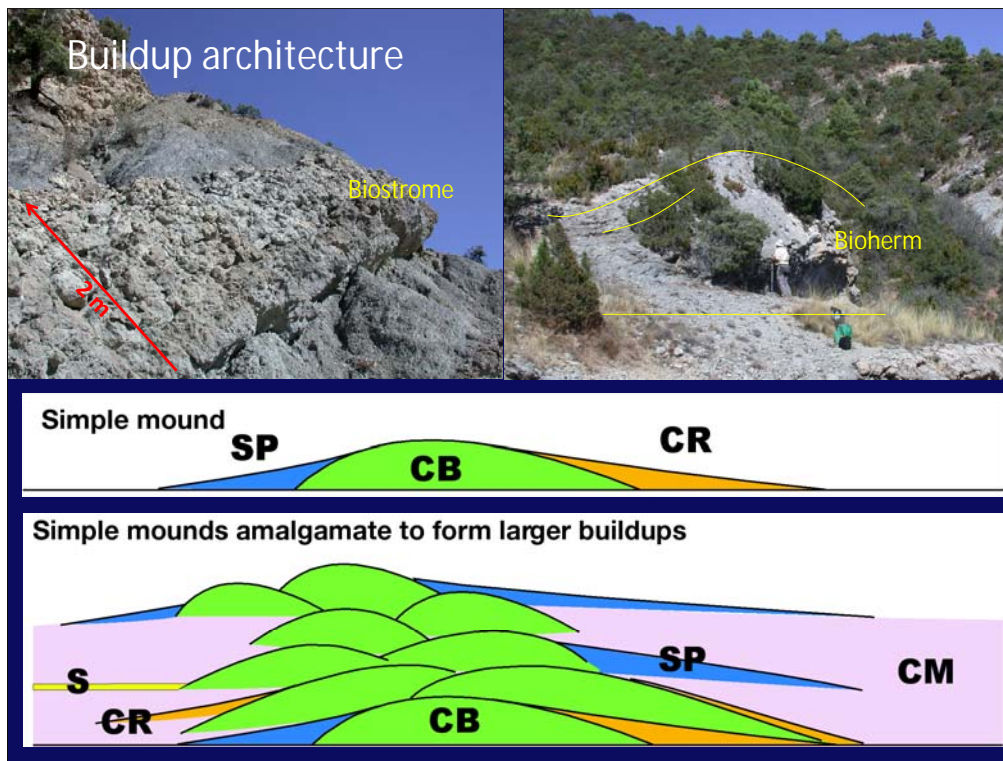 Buildup architecture
Biostrome
2 m
Bioherm
Simple mound
SP
CR
CB
Simple mounds amalgamate to form larger buildups
S
SP
CM
CR
CB